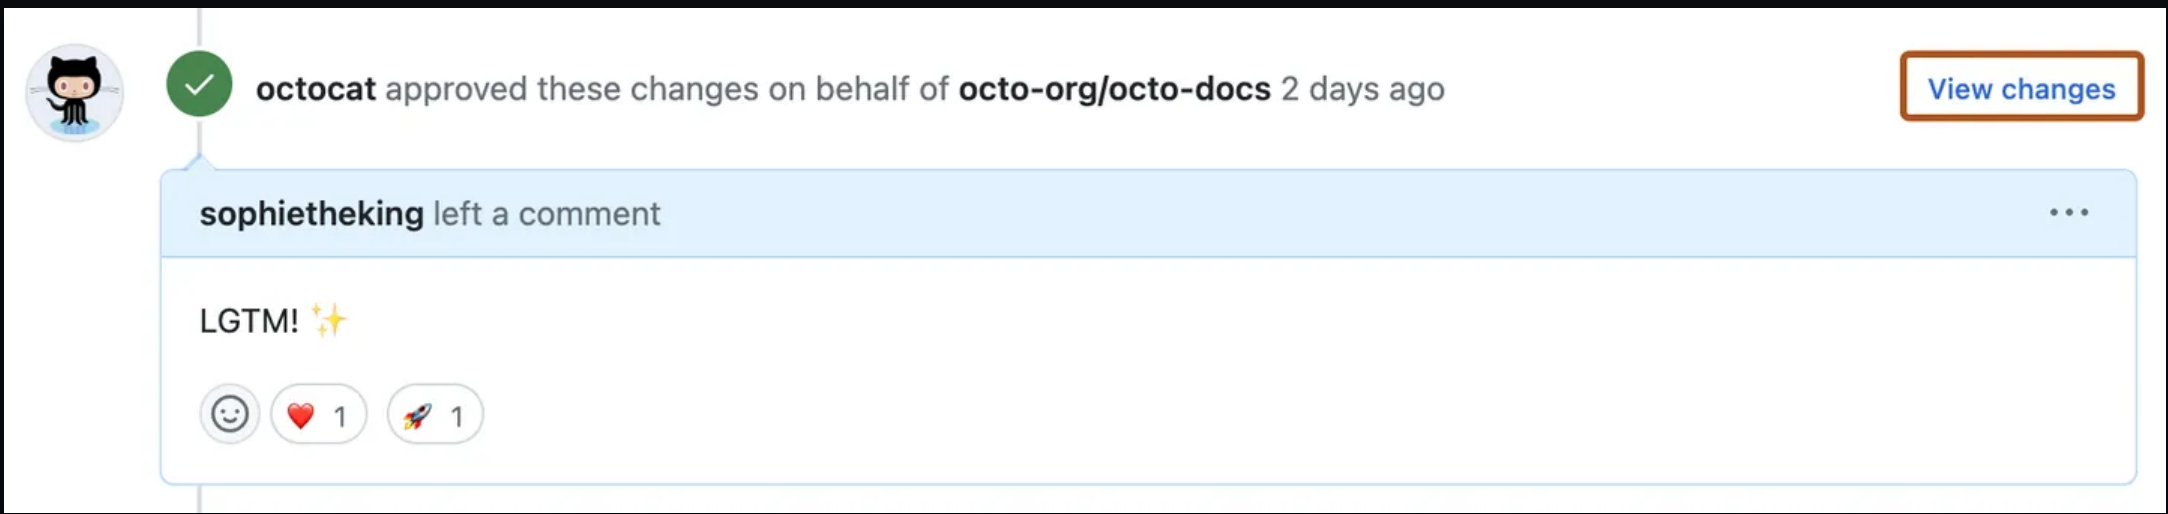 octocat approved these changes on behalf of octo-org/octo-docs 2 days ago View changes
sophietheking left a comment
LGTM! ✨
❤️ 1 🚀 1